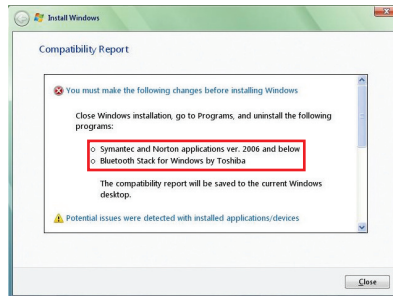 Install Windows
Compatibility Report
You must make the following changes before installing Windows
Close Windows installation, go to Programs, and uninstall the following
programs:
o Symantec and Norton applications ver. 2006 and below
o Bluetooth Stack for Windows by Toshiba
The compatibility report will be saved to the current Windows
desktop.
Potential issues were detected with installed applications/devices
Close